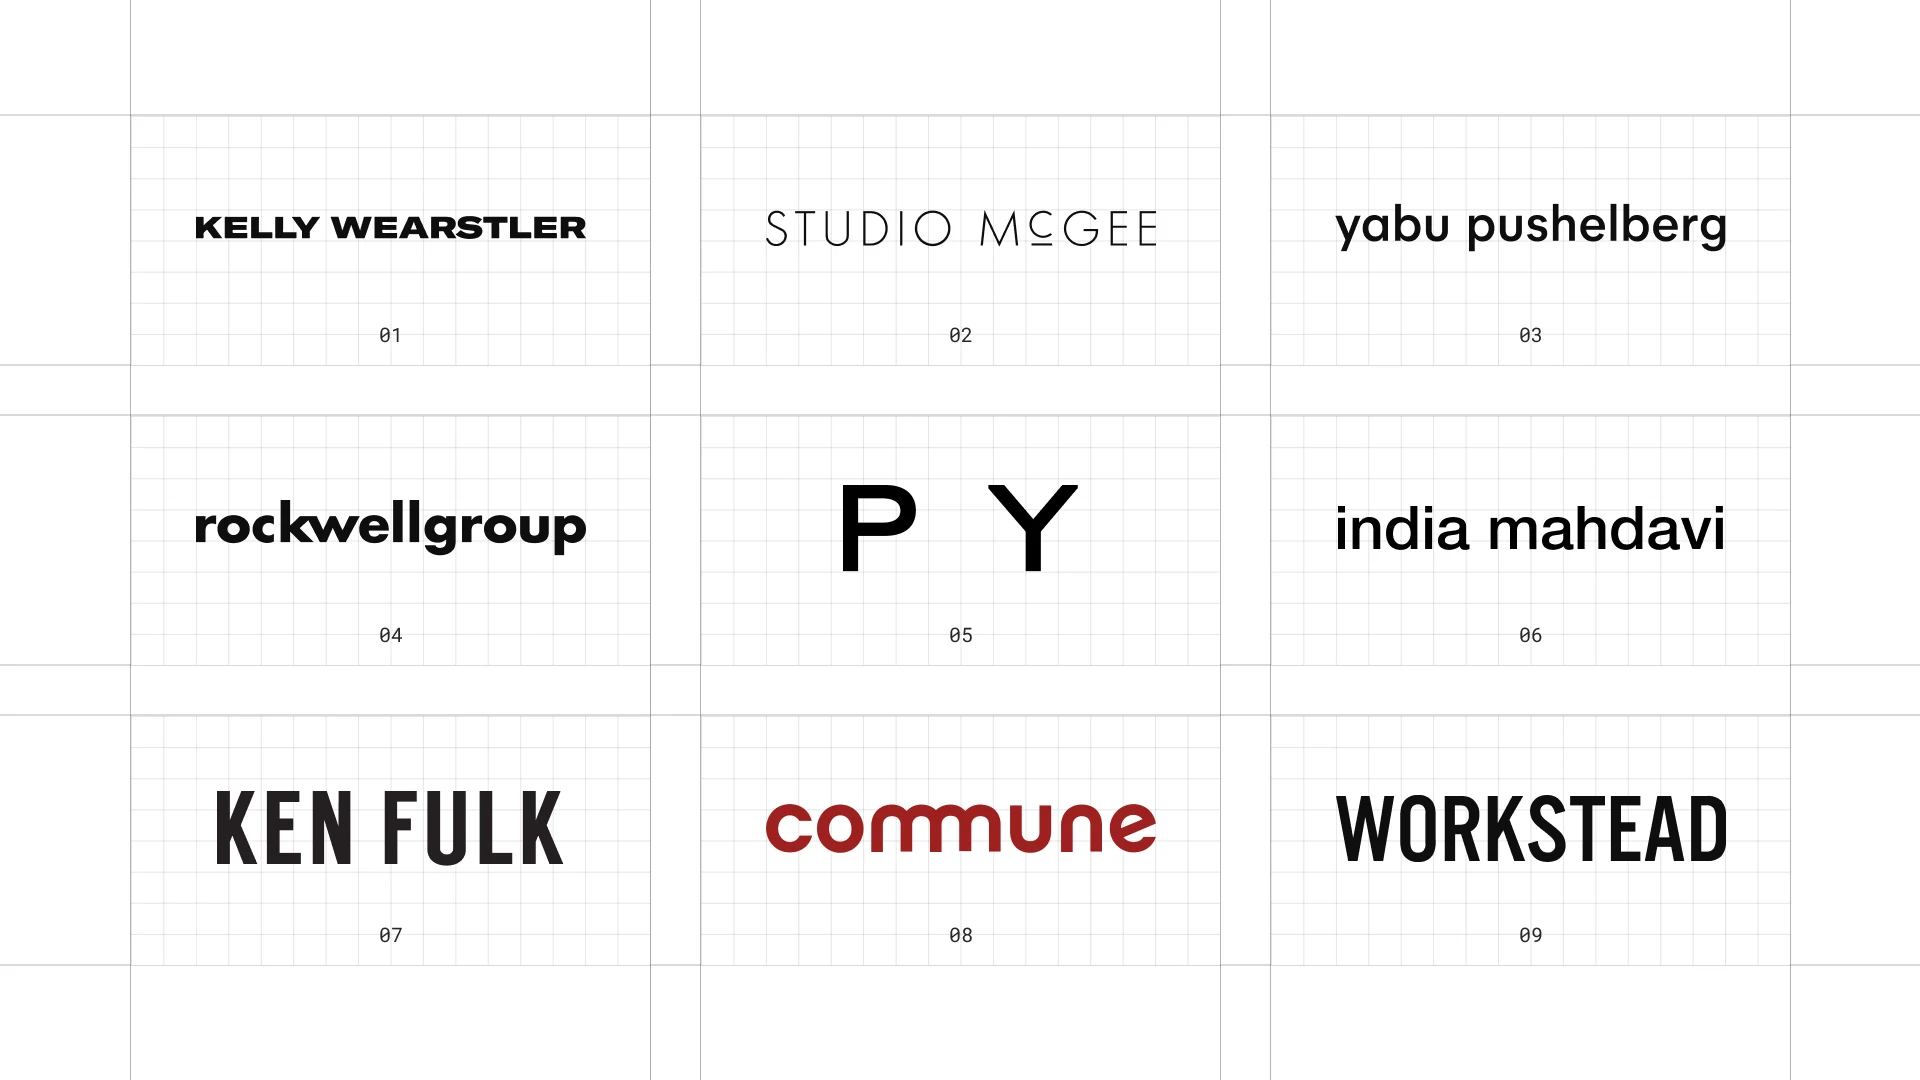 KELLY WEARSTLER
01
STUDIO McGEE
02
yabu pushelberg
03
rockwellgroup
04
P Y
05
india mahdavi
06
KEN FULK
07
commune
08
WORKSTEAD
09